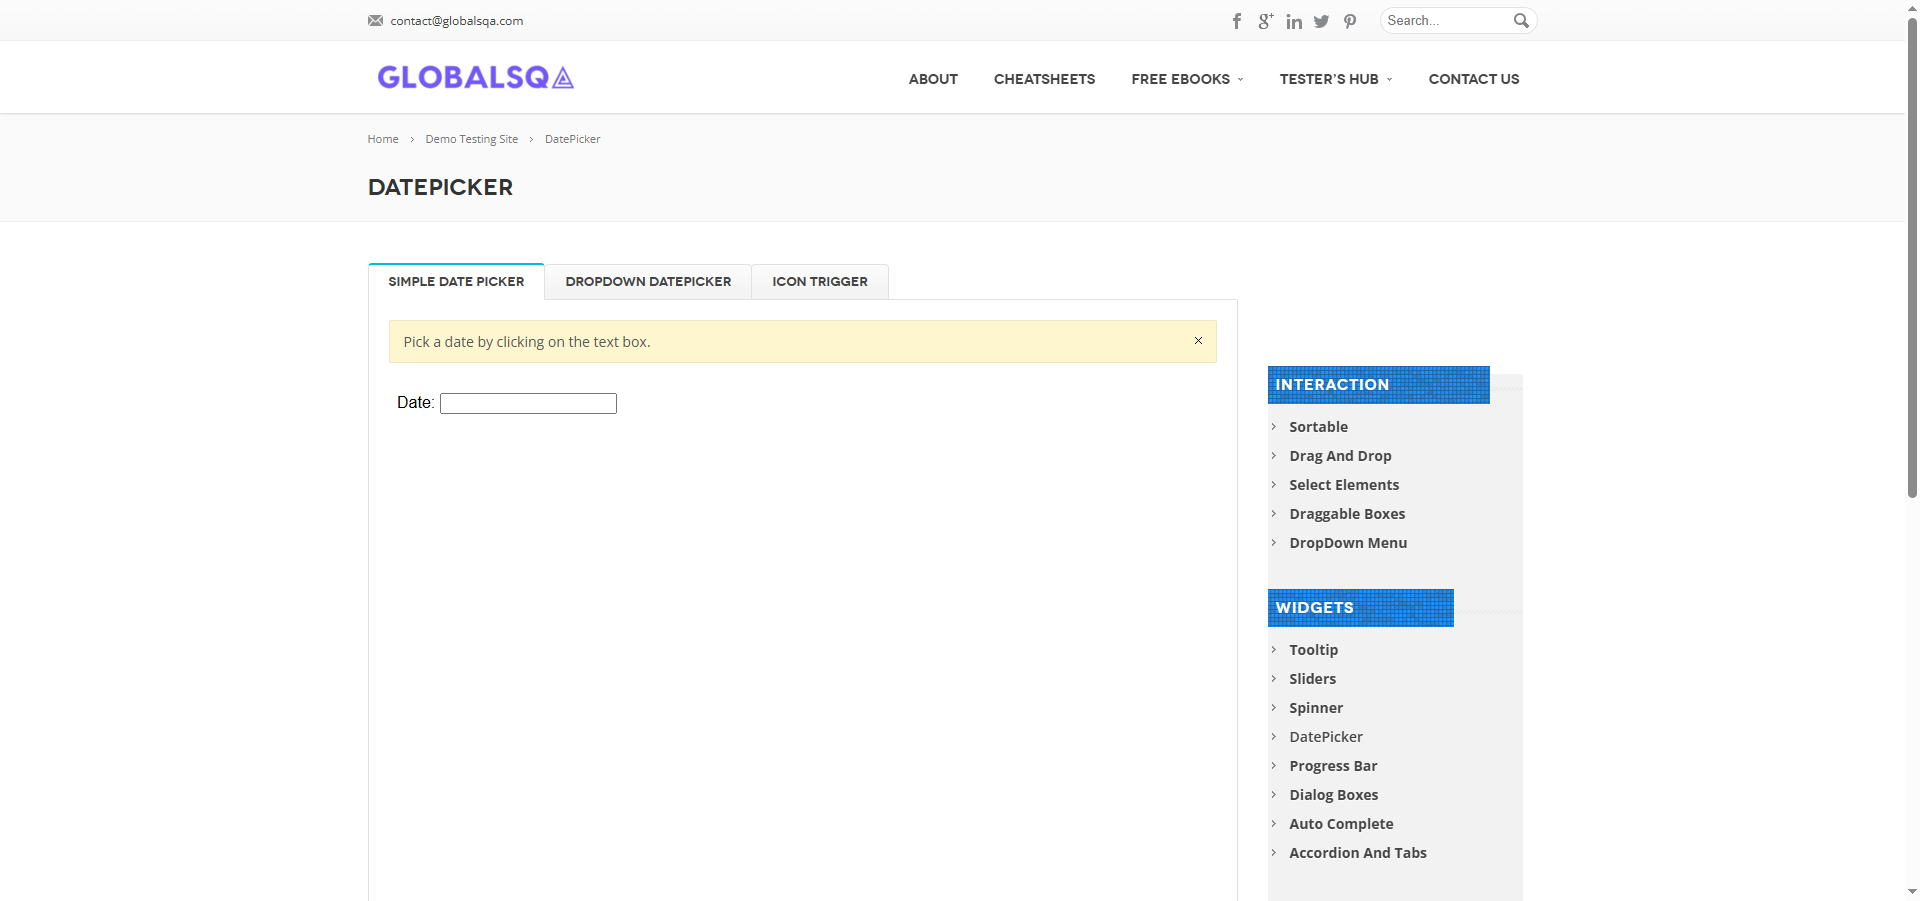 contact@globalsqa.com
Search...
GLOBALSQA
ABOUT
CHEATSHEETS
FREE EBOOKS
TESTER'S HUB
CONTACT US
Home > Demo Testing Site > DatePicker
DATEPICKER
SIMPLE DATE PICKER
DROPDOWN DATEPICKER
ICON TRIGGER
Pick a date by clicking on the text box.
Date:
INTERACTION
Sortable
Drag And Drop
Select Elements
Draggable Boxes
DropDown Menu
WIDGETS
Tooltip
Sliders
Spinner
DatePicker
Progress Bar
Dialog Boxes
Auto Complete
Accordion And Tabs